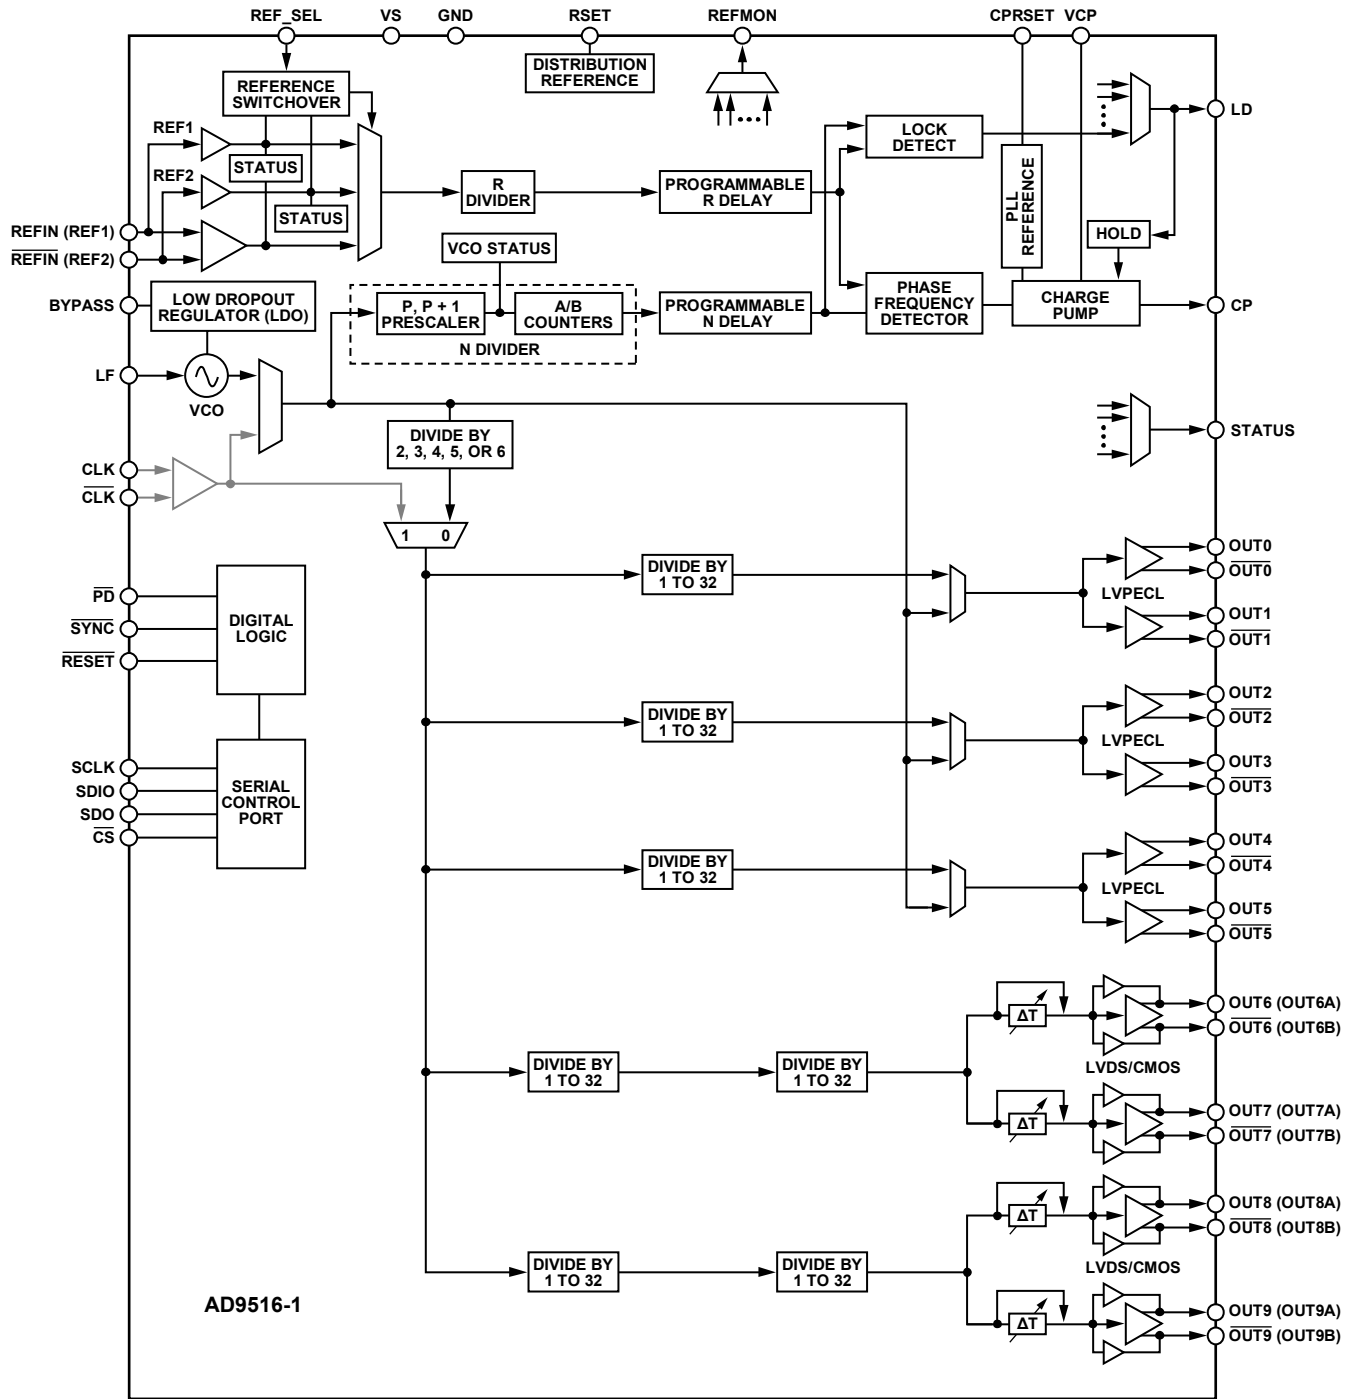 REF_SEL VS GND RSET REFMON CPRSET VCP
DISTRIBUTION
REFERENCE
REFERENCE
SWITCHOVER
REF1
STATUS
REF2
STATUS
REFIN (REF1)
REFIN (REF2)
R
DIVIDER
PROGRAMMABLE
R DELAY
LOCK
DETECT
LD
PLL
REFERENCE
HOLD
VCO STATUS
BYPASS
LOW DROPOUT
REGULATOR (LDO)
P, P + 1
PRESCALER
A/B
COUNTERS
N DIVIDER
PROGRAMMABLE
N DELAY
PHASE
FREQUENCY
DETECTOR
CHARGE
PUMP
CP
LF
VCO
DIVIDE BY
2, 3, 4, 5, OR 6
STATUS
CLK
CLK
1 0
PD
SYNC
RESET
DIGITAL
LOGIC
SCLK
SDIO
SDO
CS
SERIAL
CONTROL
PORT
DIVIDE BY
1 TO 32
LVPECL
OUT0
OUT0
OUT1
OUT1
DIVIDE BY
1 TO 32
LVPECL
OUT2
OUT2
OUT3
OUT3
DIVIDE BY
1 TO 32
LVPECL
OUT4
OUT4
OUT5
OUT5
DIVIDE BY
1 TO 32
DIVIDE BY
1 TO 32
ΔT
ΔT
LVDS/CMOS
OUT6 (OUT6A)
OUT6 (OUT6B)
OUT7 (OUT7A)
OUT7 (OUT7B)
DIVIDE BY
1 TO 32
DIVIDE BY
1 TO 32
ΔT
ΔT
LVDS/CMOS
OUT8 (OUT8A)
OUT8 (OUT8B)
OUT9 (OUT9A)
OUT9 (OUT9B)
AD9516-1